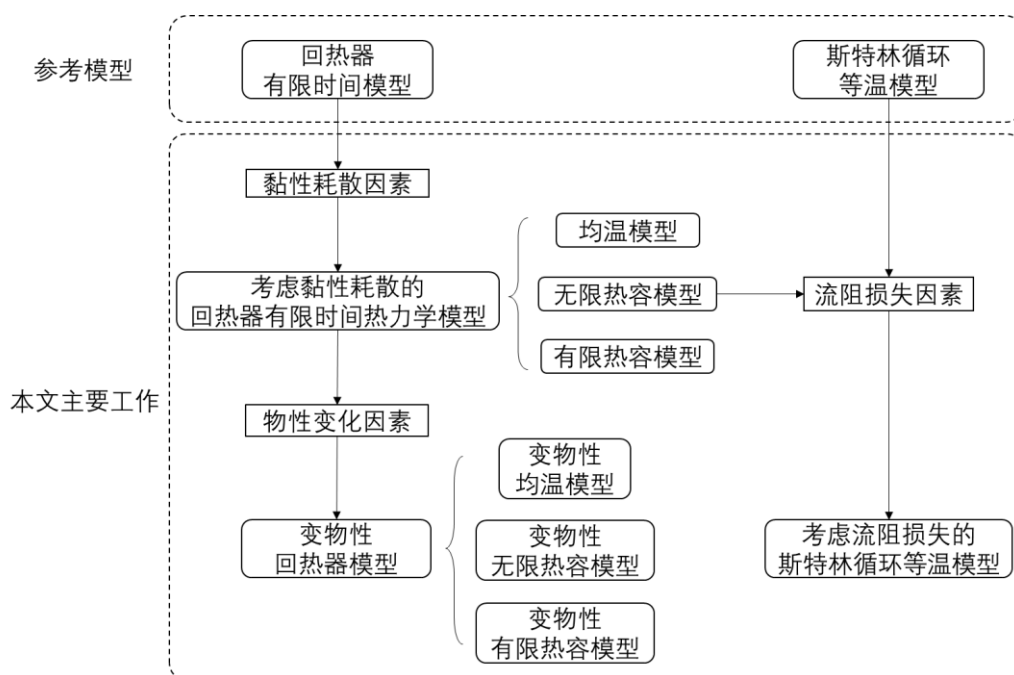 参考模型
回热器
有限时间模型
斯特林循环
等温模型
黏性耗散因素
考虑黏性耗散的
回热器有限时间热力学模型
均温模型
无限热容模型
有限热容模型
流阻损失因素
本文主要工作
物性变化因素
变物性
回热器模型
变物性
均温模型
变物性
无限热容模型
变物性
有限热容模型
考虑流阻损失的
斯特林循环等温模型